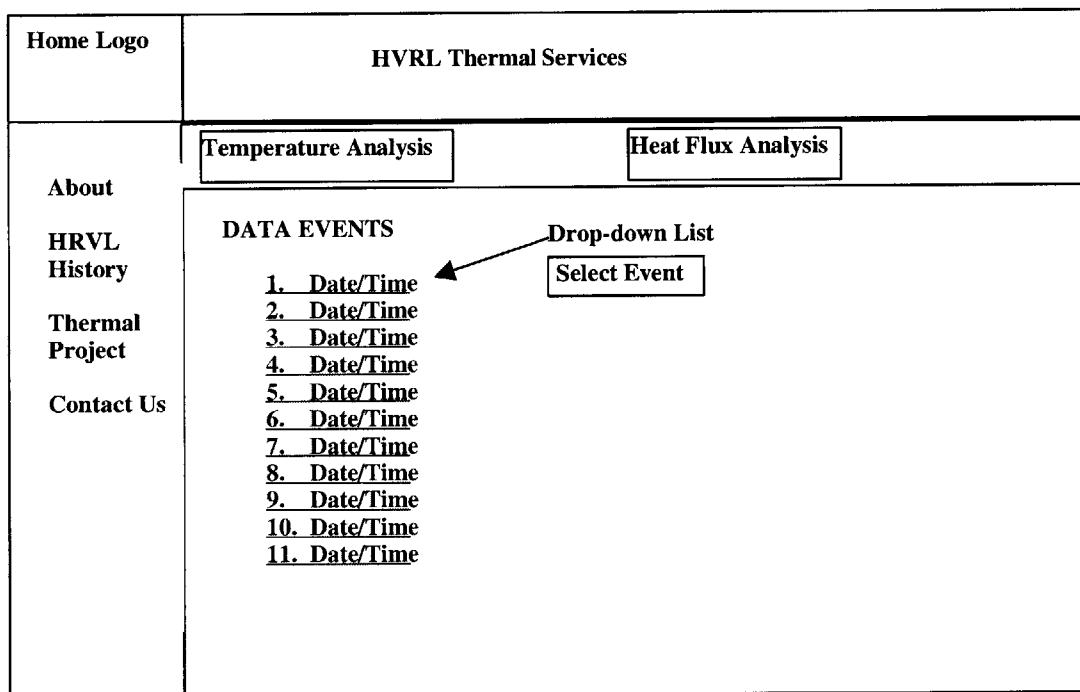 Home Logo
HVRL Thermal Services
Temperature Analysis
Heat Flux Analysis
About
HRVL
History
Thermal
Project
Contact Us
DATA EVENTS
Drop-down List
Select Event
1. Date/Time
2. Date/Time
3. Date/Time
4. Date/Time
5. Date/Time
6. Date/Time
7. Date/Time
8. Date/Time
9. Date/Time
10. Date/Time
11. Date/Time